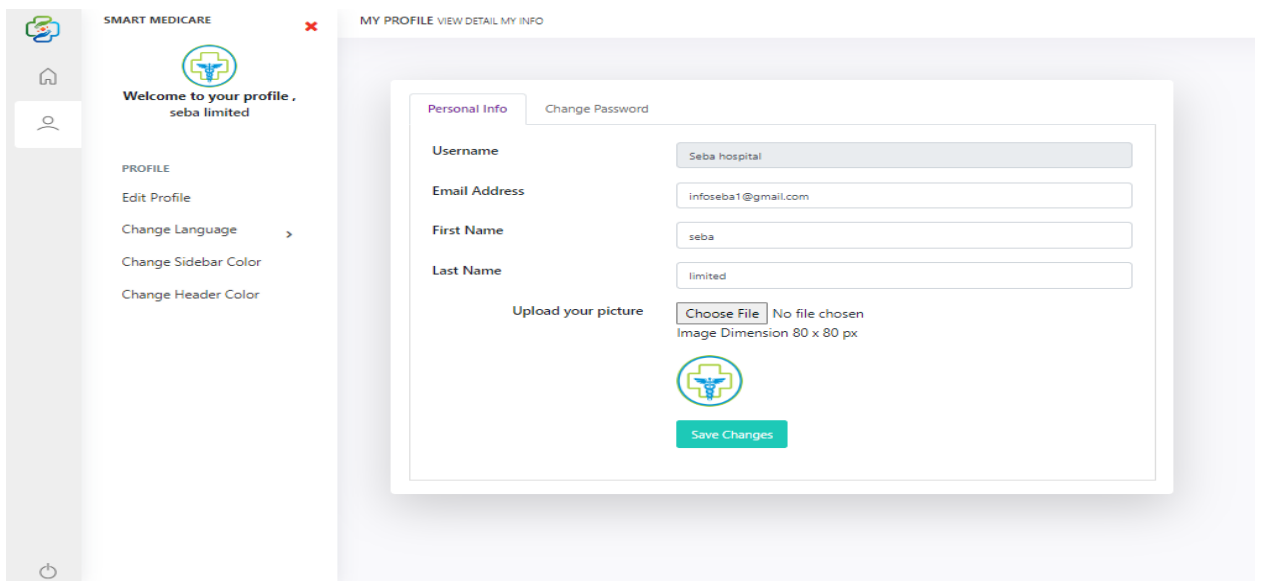 SMART MEDICARE
Welcome to your profile ,
seba limited
PROFILE
Edit Profile
Change Language
Change Sidebar Color
Change Header Color
MY PROFILE VIEW DETAIL MY INFO
Personal Info Change Password
Username Seba hospital
Email Address infoseba1@gmail.com
First Name seba
Last Name limited
Upload your picture Choose File No file chosen
Image Dimension 80 x 80 px
Save Changes